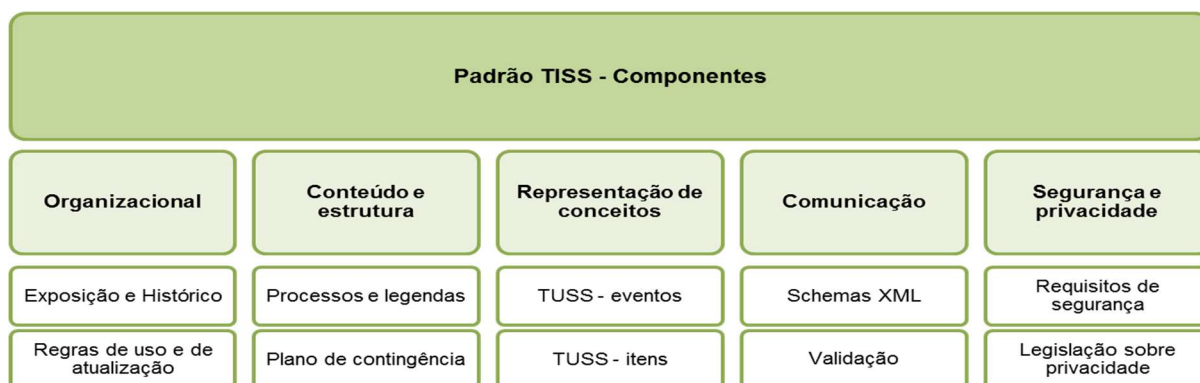 Padrão TISS - Componentes
Organizacional
Conteúdo e
estrutura
Representação de
conceitos
Comunicação
Segurança e
privacidade
Exposição e Histórico
Processos e legendas
TUSS - eventos
Schemas XML
Requisitos de
segurança
Regras de uso e de
atualização
Plano de contingência
TUSS - itens
Validação
Legislação sobre
privacidade